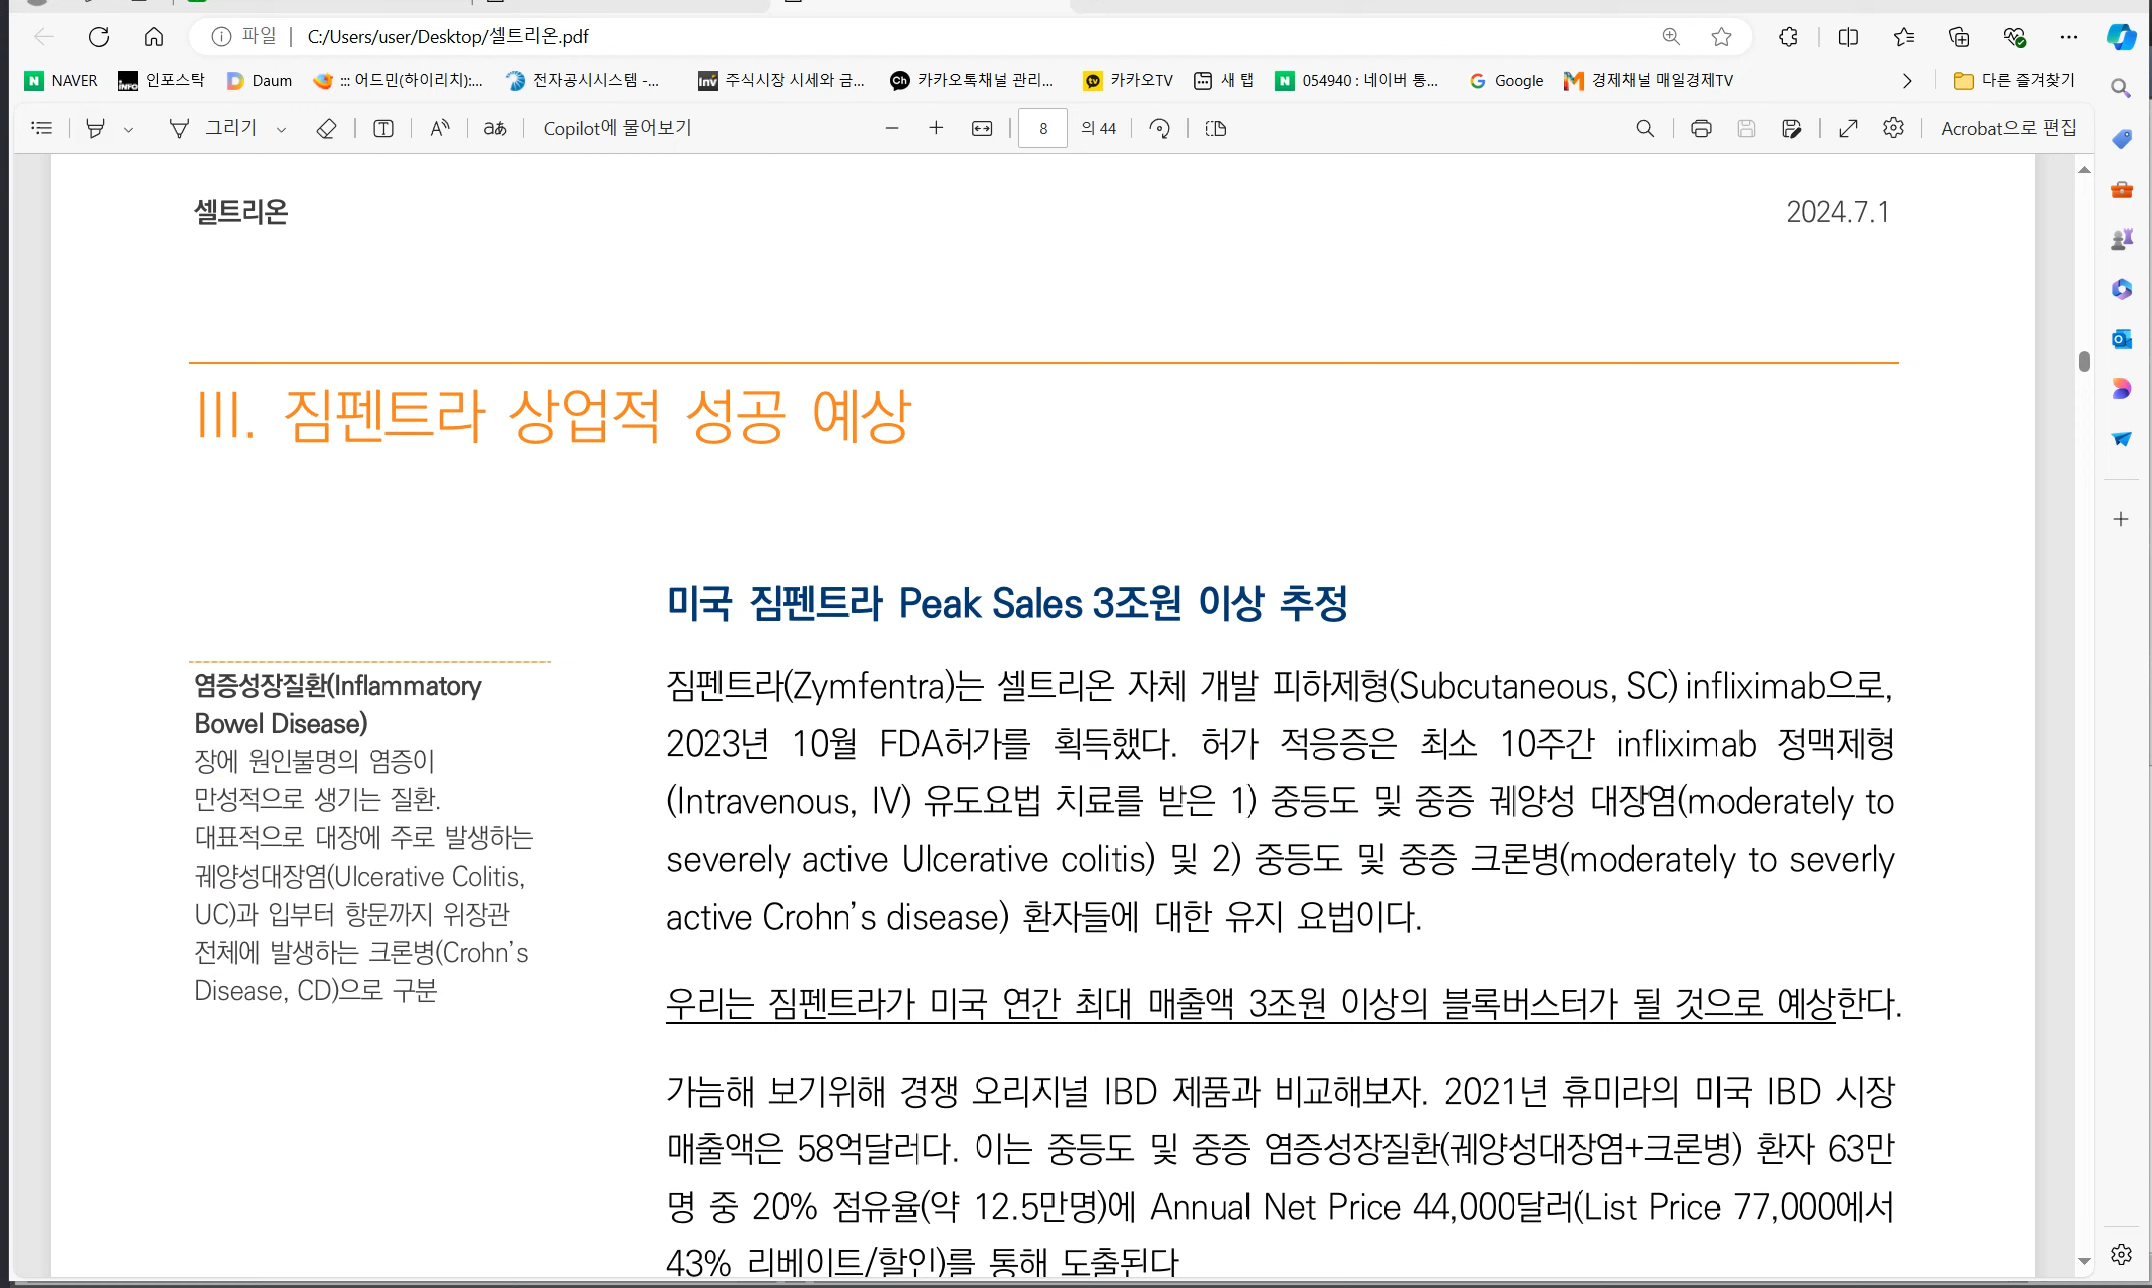 파일
C:/Users/user/Desktop/셀트리온.pdf
NAVER
인포스탁
Daum
::: 어드민(하이리치):...
전자공시시스템 -...
주식시장 시세와 금...
카카오톡채널 관리...
카카오TV
새 탭
054940 : 네이버 통...
Google
경제채널 매일경제TV
다른 즐겨찾기
그리기
aあ
Copilot에 물어보기
8
의 44
Acrobat으로 편집
셀트리온
2024.7.1
III. 짐펜트라 상업적 성공 예상
미국 짐펜트라 Peak Sales 3조원 이상 추정
염증성장질환(Inflammatory
Bowel Disease)
장에 원인불명의 염증이
만성적으로 생기는 질환.
대표적으로 대장에 주로 발생하는
궤양성대장염(Ulcerative Colitis,
UC)과 입부터 항문까지 위장관
전체에 발생하는 크론병(Crohn's
Disease, CD)으로 구분
짐펜트라(Zymfentra)는 셀트리온 자체 개발 피하제형(Subcutaneous, SC) infliximab으로,
2023년 10월 FDA허가를 획득했다. 허가 적응증은 최소 10주간 infliximab 정맥제형
(Intravenous, IV) 유도요법 치료를 받은 1) 중등도 및 중증 궤양성 대장염(moderately to
severely active Ulcerative colitis) 및 2) 중등도 및 중증 크론병(moderately to severly
active Crohn's disease) 환자들에 대한 유지 요법이다.
우리는 짐펜트라가 미국 연간 최대 매출액 3조원 이상의 블록버스터가 될 것으로 예상한다.
가늠해 보기위해 경쟁 오리지널 IBD 제품과 비교해보자. 2021년 휴미라의 미국 IBD 시장
매출액은 58억달러다. 이는 중등도 및 중증 염증성장질환(궤양성대장염+크론병) 환자 63만
명 중 20% 점유율(약 12.5만명)에 Annual Net Price 44,000달러(List Price 77,000에서
43% 리베이트/할인)를 통해 도출된다